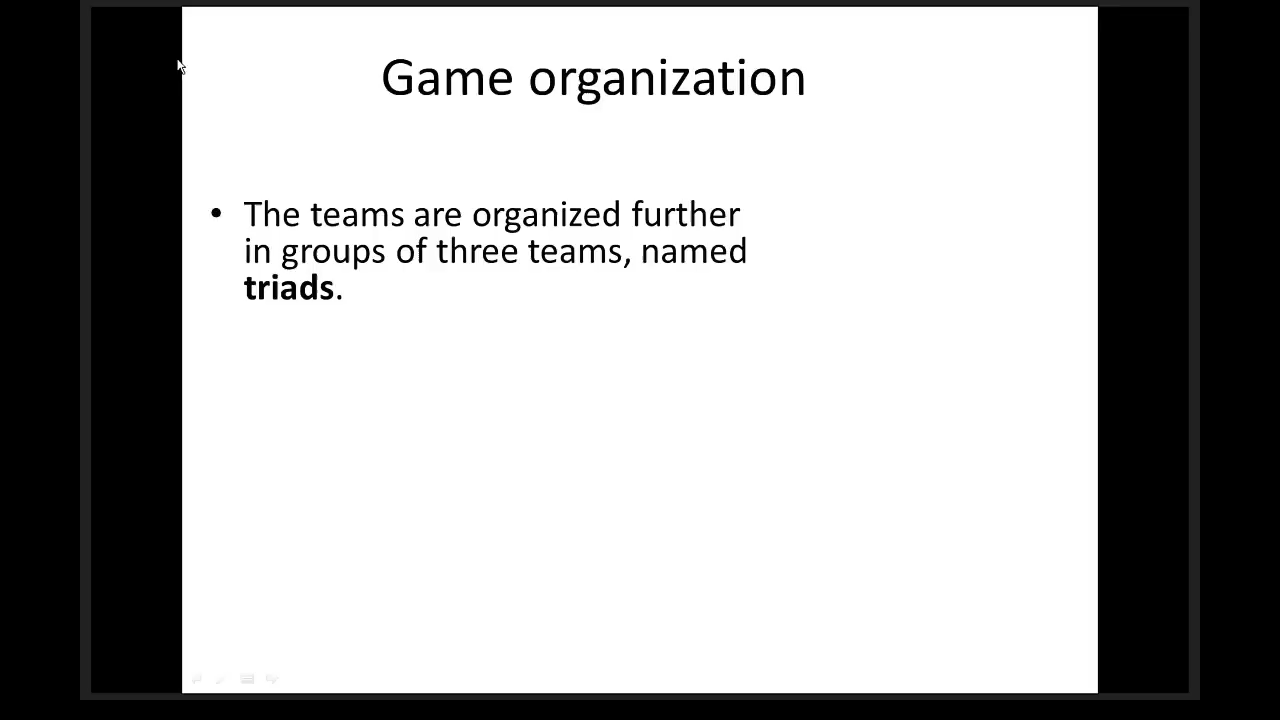 Game organization
• The teams are organized further
in groups of three teams, named
triads.